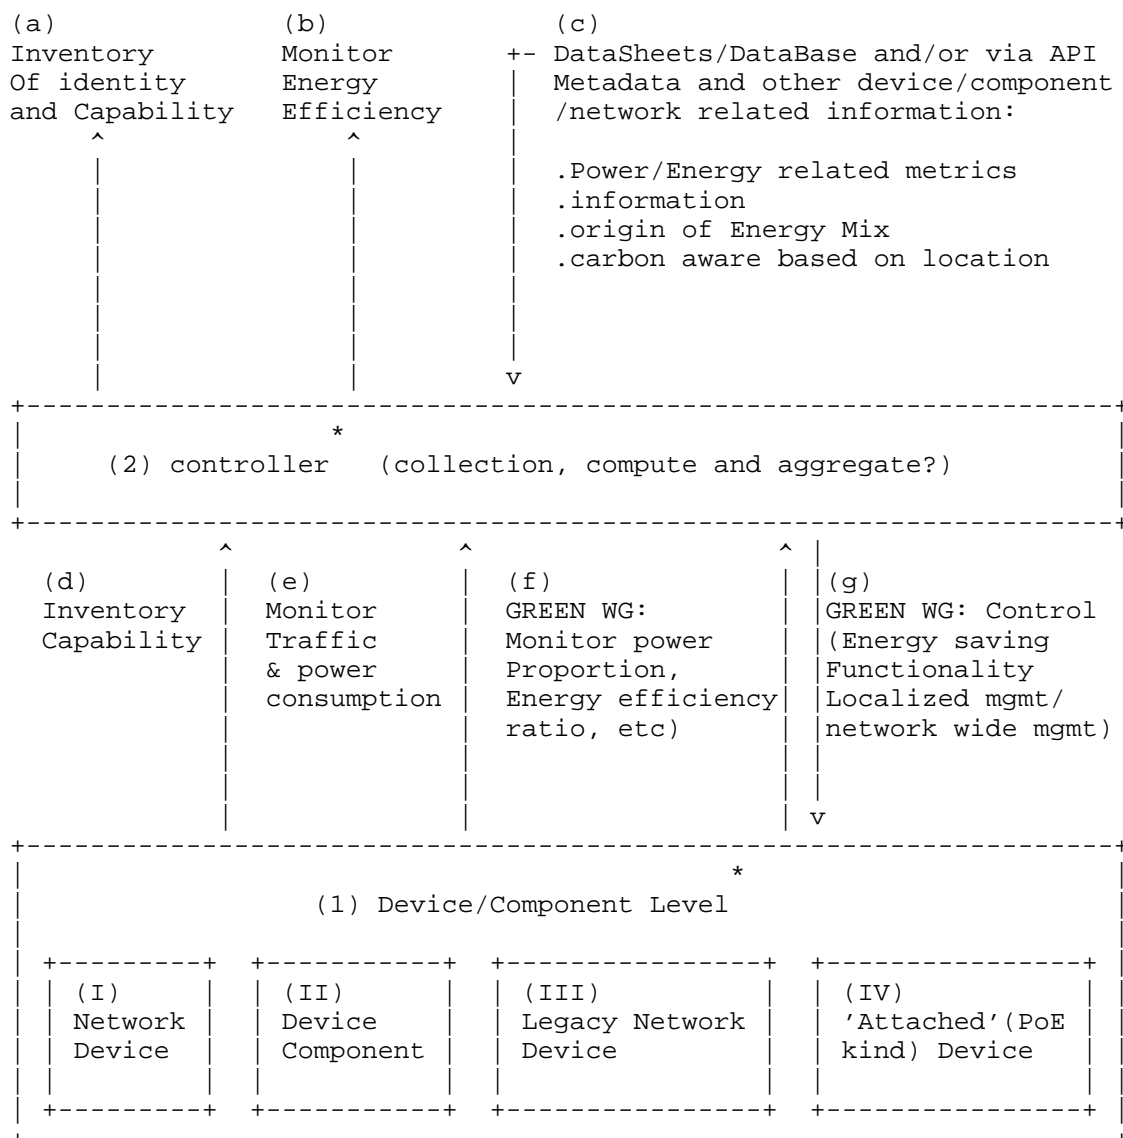 (a) (b) (c)
Inventory Monitor +- DataSheets/DataBase and/or via API
Of identity Energy | Metadata and other device/component
and Capability Efficiency | /network related information:
^ ^ |
| | | .Power/Energy related metrics
| | | .information
| | | .origin of Energy Mix
| | | .carbon aware based on location
| | |
| | |
| | |
| | v
+--------------------------------------------------------------------+
| * |
| (2) controller (collection, compute and aggregate?) |
| |
+--------------------------------------------------------------------+
^ ^ ^ |
(d) | (e) | (f) | |(g)
Inventory | Monitor | GREEN WG: | |GREEN WG: Control
Capability | Traffic | Monitor power | |(Energy saving
| & power | Proportion, | |Functionality
| consumption | Energy efficiency| |Localized mgmt/
| | ratio, etc) | |network wide mgmt)
| | | |
| | | |
| | | v
+--------------------------------------------------------------------+
| * |
| (1) Device/Component Level |
| |
| +---------+ +-----------+ +----------------+ +----------------+ |
| | (I) | | (II) | | (III) | | (IV) | |
| | Network | | Device | | Legacy Network | | ’Attached’(PoE | |
| | Device | | Component | | Device | | kind) Device | |
| | | | | | | | | |
| +---------+ +-----------+ +----------------+ +----------------+ |